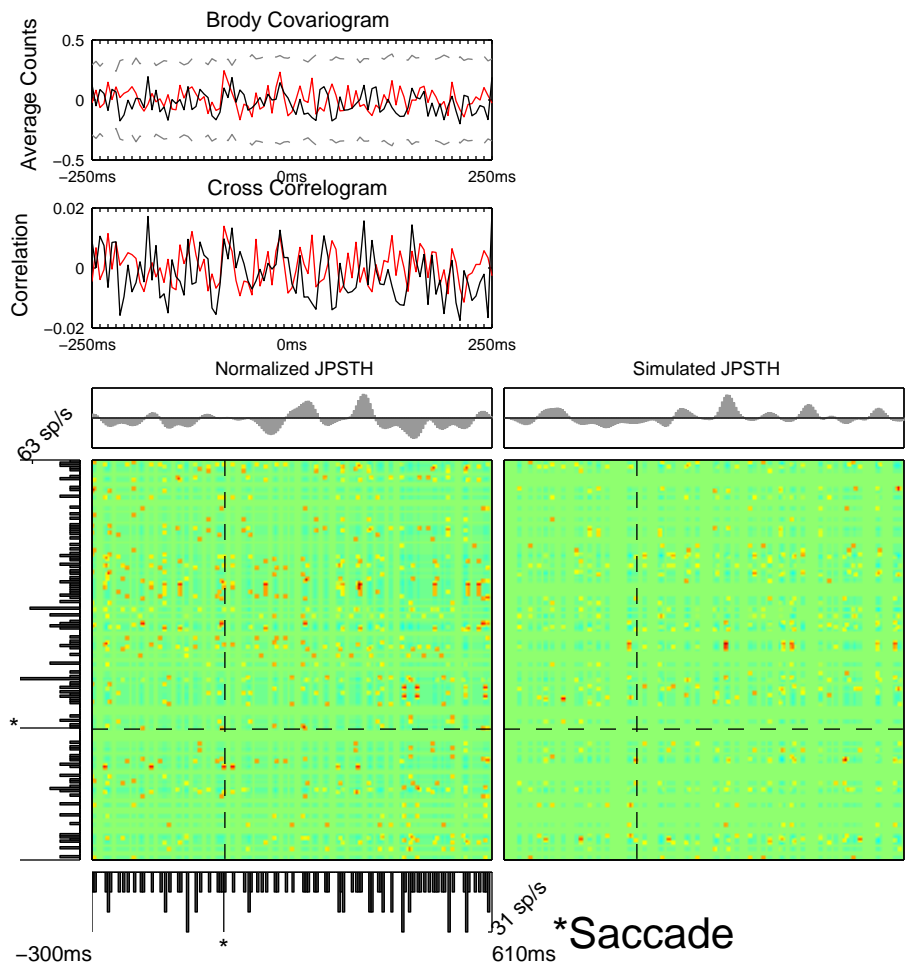 Brody Covariogram
Average Counts
0.5
0
−0.5
−250ms
0ms
250ms
Cross Correlogram
Correlation
0.02
0
−0.02
−250ms
0ms
250ms
Normalized JPSTH
Simulated JPSTH
63 sp/s
*
*
31 sp/s
*Saccade
−300ms
610ms